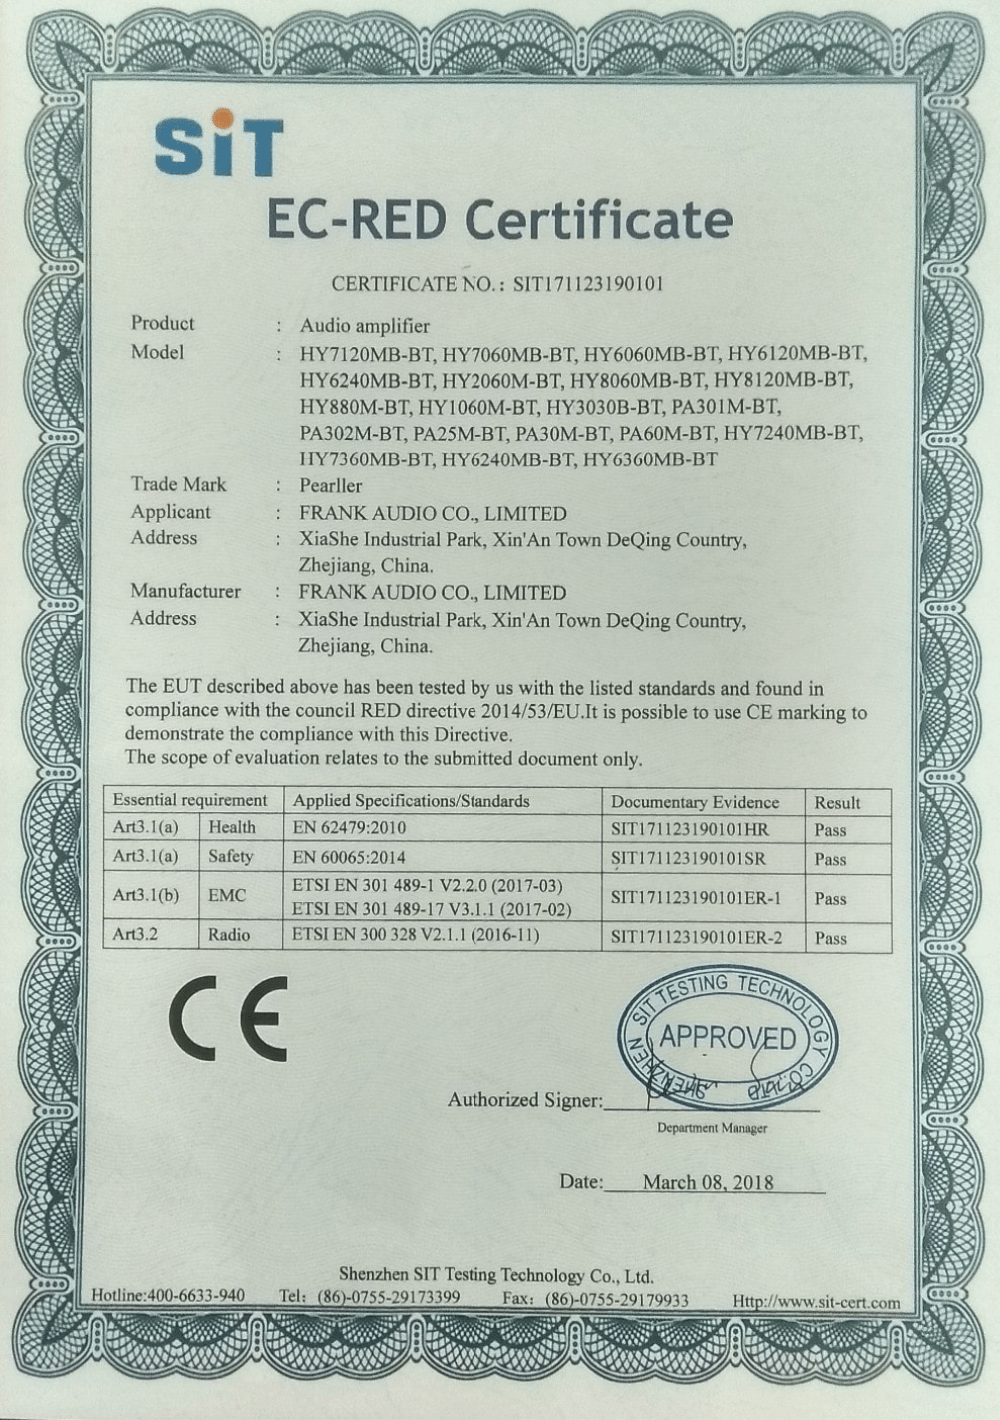 SiT
EC-RED Certificate
CERTIFICATE NO.: SIT171123190101
Product : Audio amplifier
Model : HY7120MB-BT, HY7060MB-BT, HY6060MB-BT, HY6120MB-BT,
HY6240MB-BT, HY2060M-BT, HY8060MB-BT, HY8120MB-BT,
HY880M-BT, HY1060M-BT, HY3030B-BT, PA301M-BT,
PA302M-BT, PA25M-BT, PA30M-BT, PA60M-BT, HY7240MB-BT,
HY7360MB-BT, HY6240MB-BT, HY6360MB-BT
Trade Mark : Pearller
Applicant : FRANK AUDIO CO., LIMITED
Address : XiaShe Industrial Park, Xin'An Town DeQing Country,
Zhejiang, China.
Manufacturer : FRANK AUDIO CO., LIMITED
Address : XiaShe Industrial Park, Xin'An Town DeQing Country,
Zhejiang, China.
The EUT described above has been tested by us with the listed standards and found in
compliance with the council RED directive 2014/53/EU.It is possible to use CE marking to
demonstrate the compliance with this Directive.
The scope of evaluation relates to the submitted document only.
Essential requirement Applied Specifications/Standards Documentary Evidence Result
Art3.1(a) Health EN 62479:2010 SIT171123190101HR Pass
Art3.1(a) Safety EN 60065:2014 SIT171123190101SR Pass
Art3.1(b) EMC ETSI EN 301 489-1 V2.2.0 (2017-03)
ETSI EN 301 489-17 V3.1.1 (2017-02) SIT171123190101ER-1 Pass
Art3.2 Radio ETSI EN 300 328 V2.1.1 (2016-11) SIT171123190101ER-2 Pass
CE
SHENZHEN SIT TESTING TECHNOLOGY CO.,LTD
APPROVED
Authorized Signer:
Department Manager
Date: March 08, 2018
Shenzhen SIT Testing Technology Co., Ltd.
Hotline:400-6633-940 Tel: (86)-0755-29173399 Fax: (86)-0755-29179933 Http://www.sit-cert.com